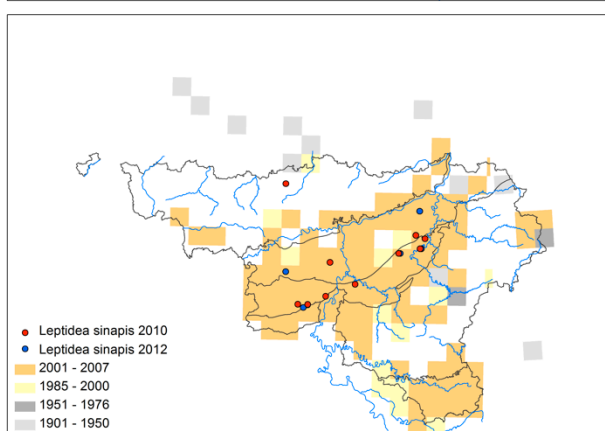 Leptidea sinapis 2010
Leptidea sinapis 2012
2001 - 2007
1985 - 2000
1951 - 1976
1901 - 1950